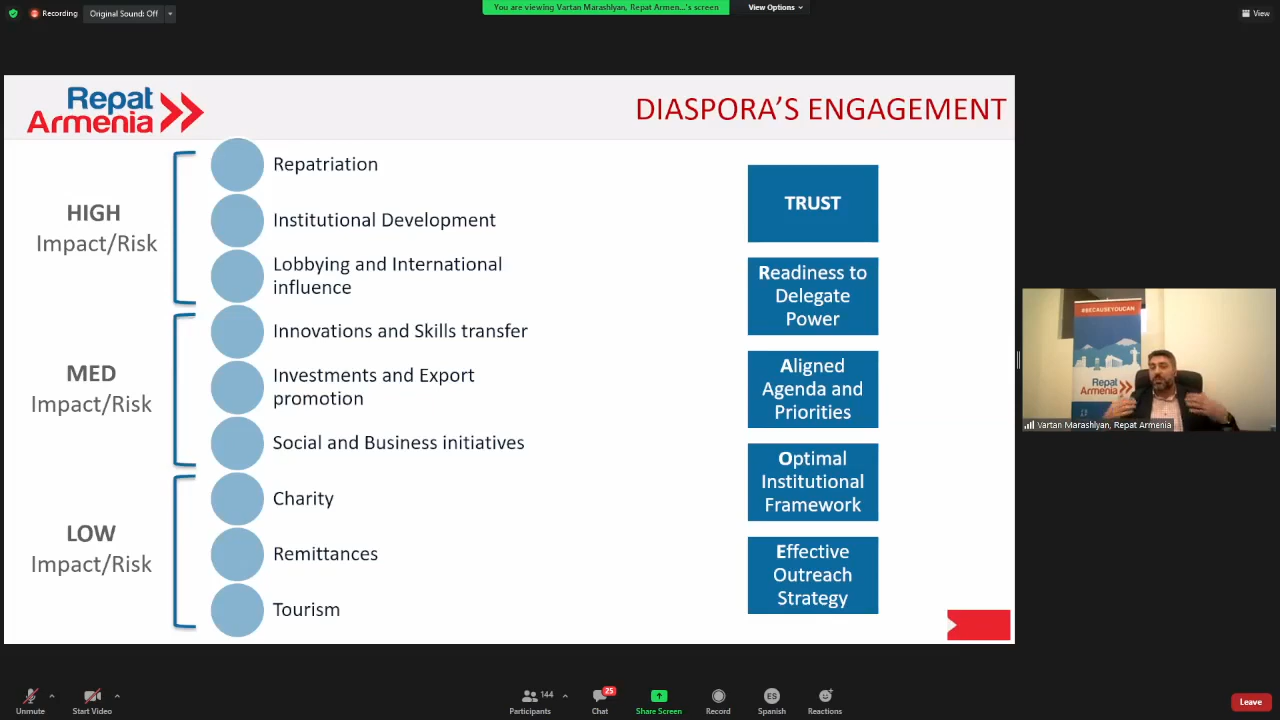 Recording
Original Sound: Off
You are viewing Vartan Marashlyan, Repat Armen...'s screen
View Options
View
Repat
Armenia
DIASPORA'S ENGAGEMENT
HIGH
Impact/Risk
Repatriation
Institutional Development
Lobbying and International
influence
MED
Impact/Risk
Innovations and Skills transfer
Investments and Export
promotion
Social and Business initiatives
LOW
Impact/Risk
Charity
Remittances
Tourism
TRUST
Readiness to
Delegate
Power
Aligned
Agenda and
Priorities
Optimal
Institutional
Framework
Effective
Outreach
Strategy
#BECAUSEYOUCAN
Repat
Armenia
Vartan Marashlyan, Repat Armenia
Unmute
Start Video
144
Participants
25
Chat
Share Screen
Record
ES
Spanish
Reactions
Leave